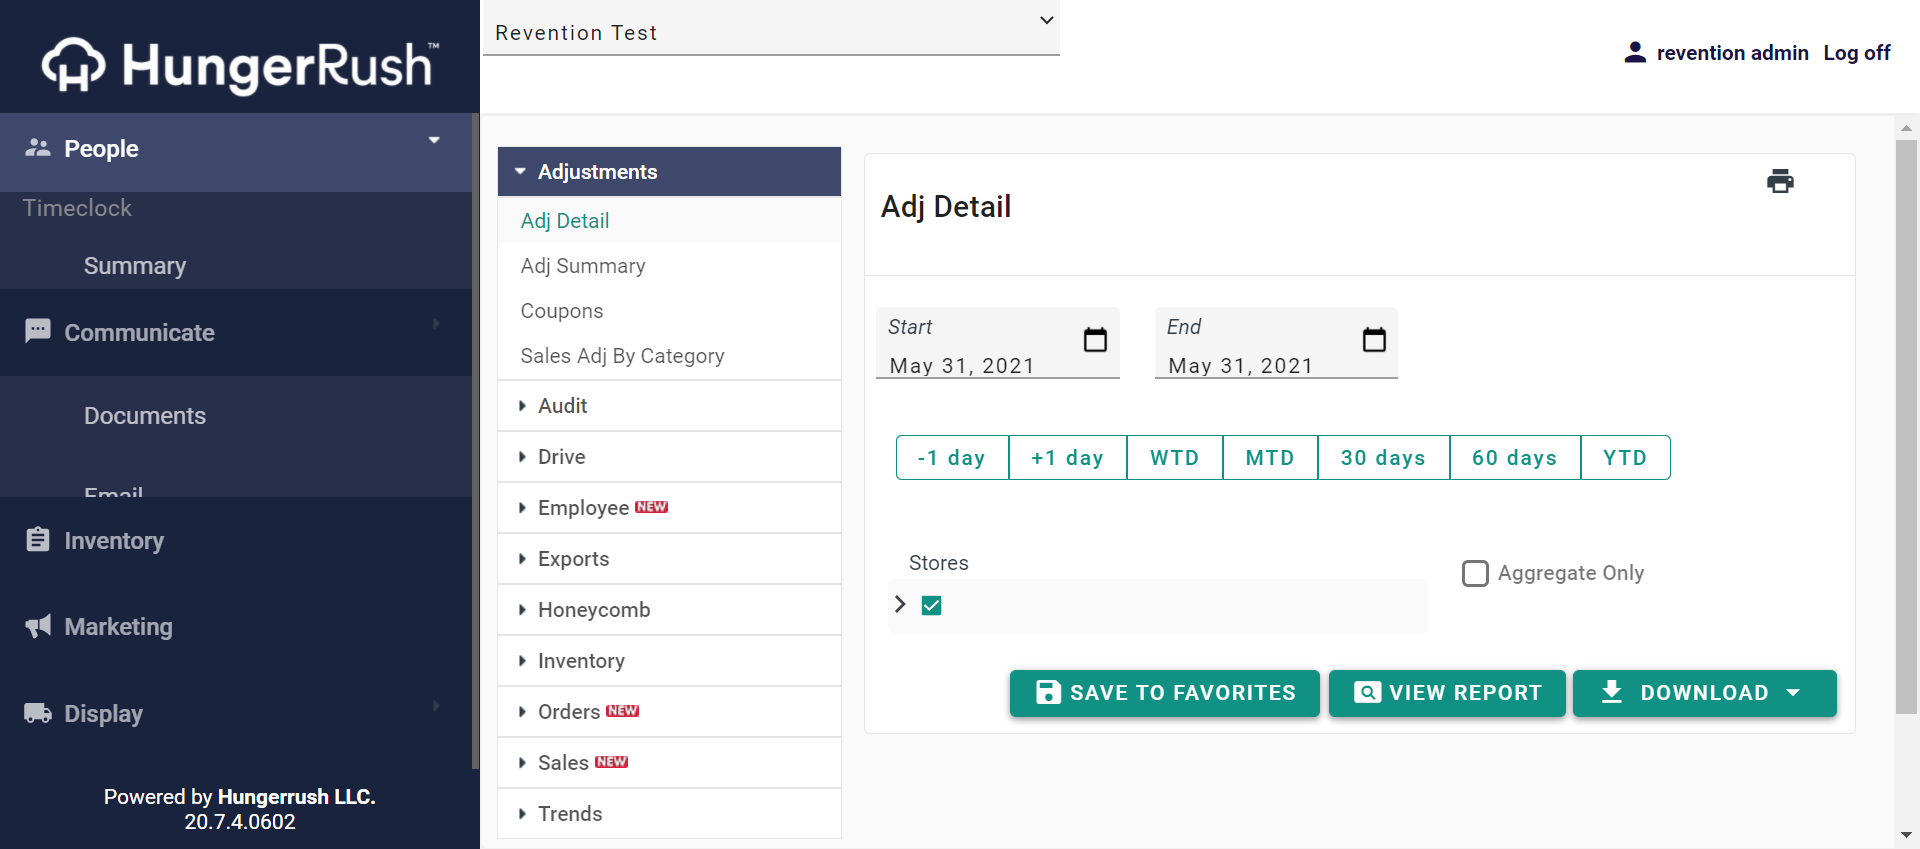 HungerRush™
Revention Test
revention admin Log off
People
Timeclock
Summary
Communicate
Documents
Email
Inventory
Marketing
Display
Powered by Hungerrush LLC.
20.7.4.0602
Adjustments
Adj Detail
Adj Summary
Coupons
Sales Adj By Category
Audit
Drive
Employee NEW
Exports
Honeycomb
Inventory
Orders NEW
Sales NEW
Trends
Adj Detail
Start
May 31, 2021
End
May 31, 2021
-1 day +1 day WTD MTD 30 days 60 days YTD
Stores
Aggregate Only
SAVE TO FAVORITES VIEW REPORT DOWNLOAD